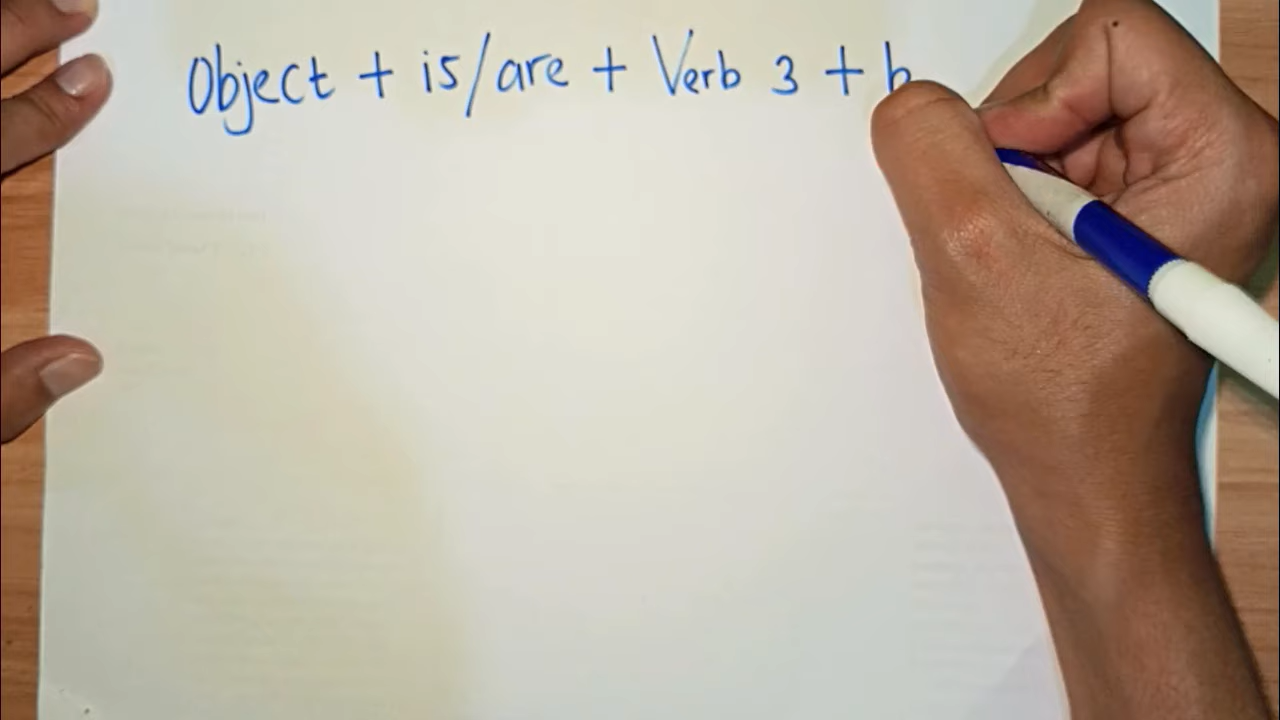 Object + is/are + Verb 3 + b